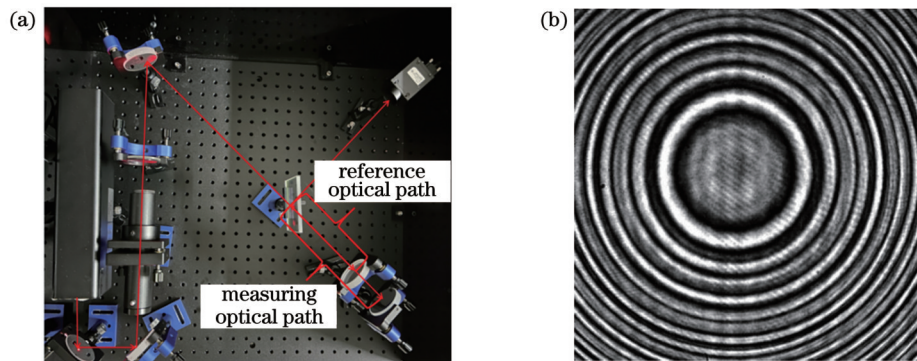 (a)
(b)
reference
optical path
measuring
optical path